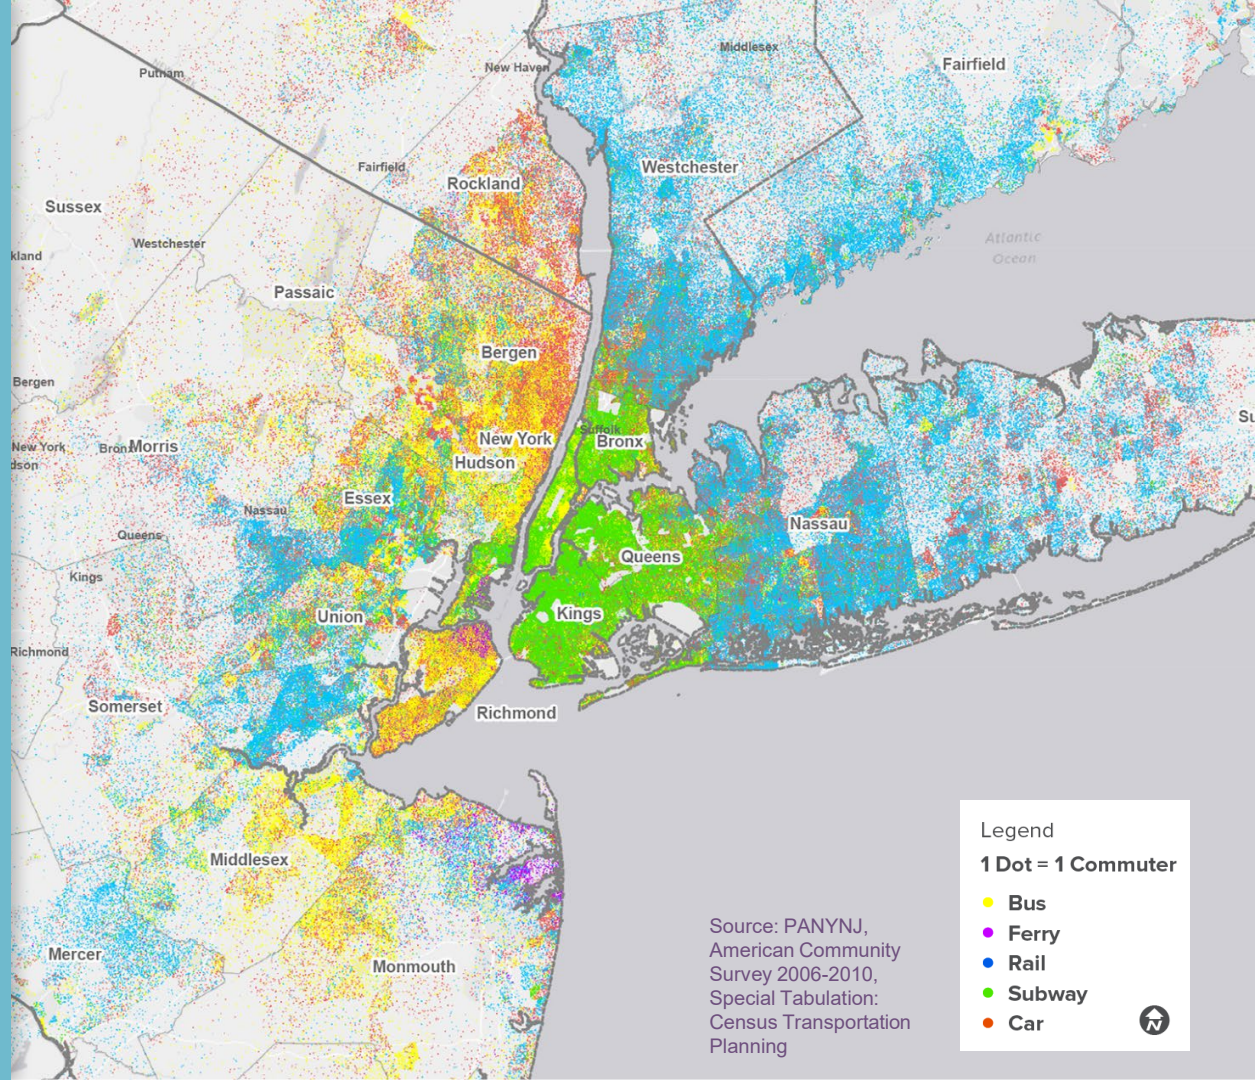 Middlesex
Fairfield
New Haven
Putnam
Fairfield
Westchester
Rockland
Sussex
Westchester
kland
Atlantic
Ocean
Passaic
Bergen
Bergen
Su
Suffolk
New York
Bronx
New York
Bronx
Morris
dson
Hudson
Essex
Nassau
Nassau
Queens
Queens
Kings
Kings
Union
Richmond
Somerset
Richmond
Middlesex
Mercer
Monmouth
Source: PANYNJ,
American Community
Survey 2006-2010,
Special Tabulation:
Census Transportation
Planning
Legend
1 Dot = 1 Commuter
Bus
Ferry
Rail
Subway
Car
N